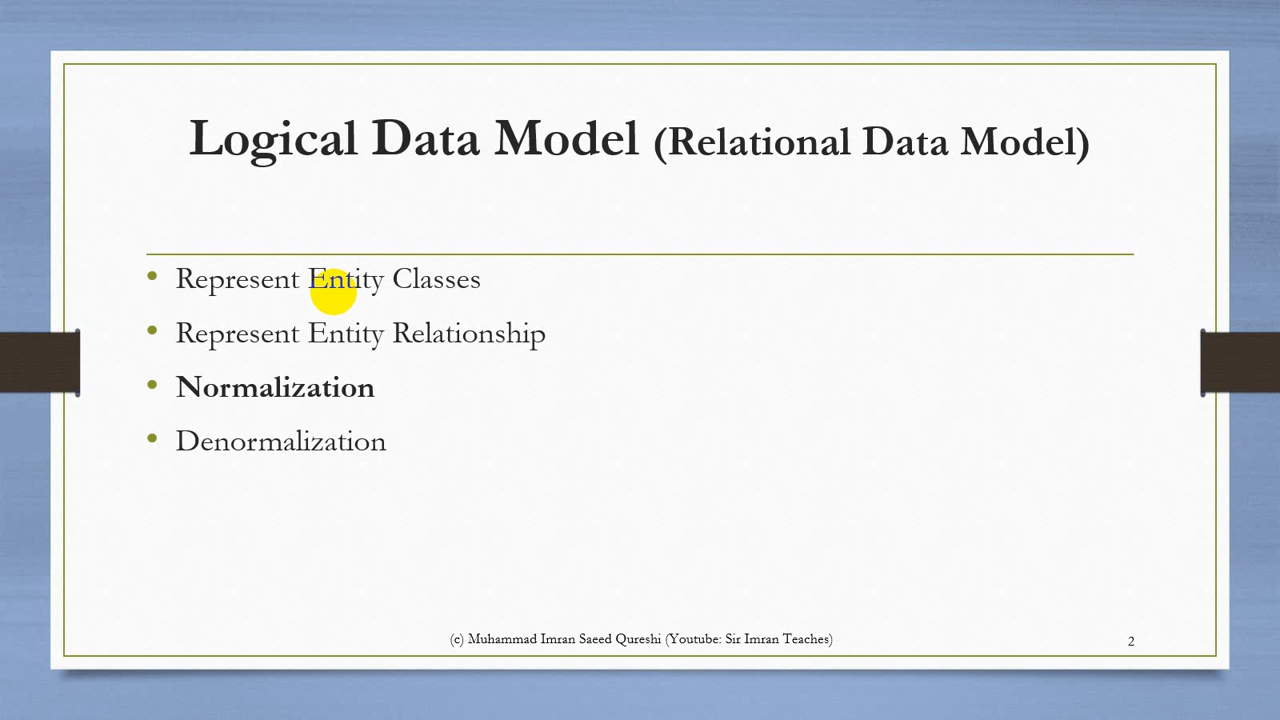 Logical Data Model (Relational Data Model)
• Represent Entity Classes
• Represent Entity Relationship
• Normalization
• Denormalization
(c) Muhammad Imran Saeed Qureshi (Youtube: Sir Imran Teaches)
2